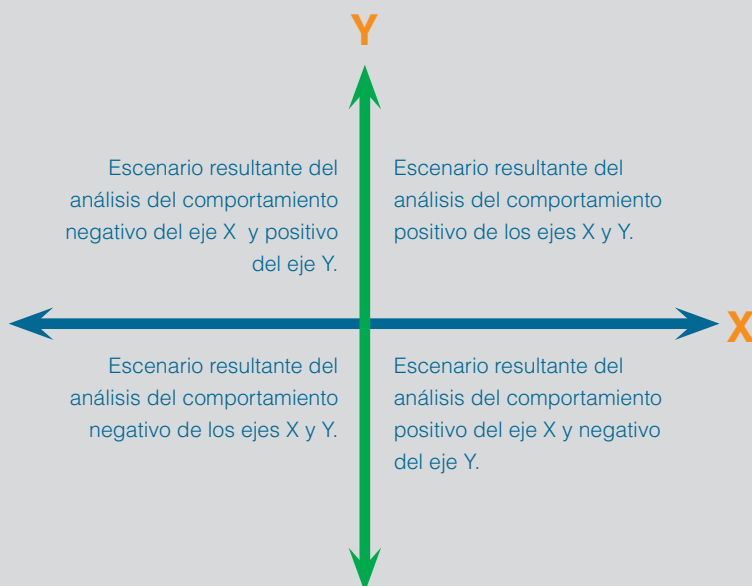 Y
Escenario resultante del
análisis del comportamiento
negativo del eje X y positivo
del eje Y.
Escenario resultante del
análisis del comportamiento
positivo de los ejes X y Y.
X
Escenario resultante del
análisis del comportamiento
negativo de los ejes X y Y.
Escenario resultante del
análisis del comportamiento
positivo del eje X y negativo
del eje Y.